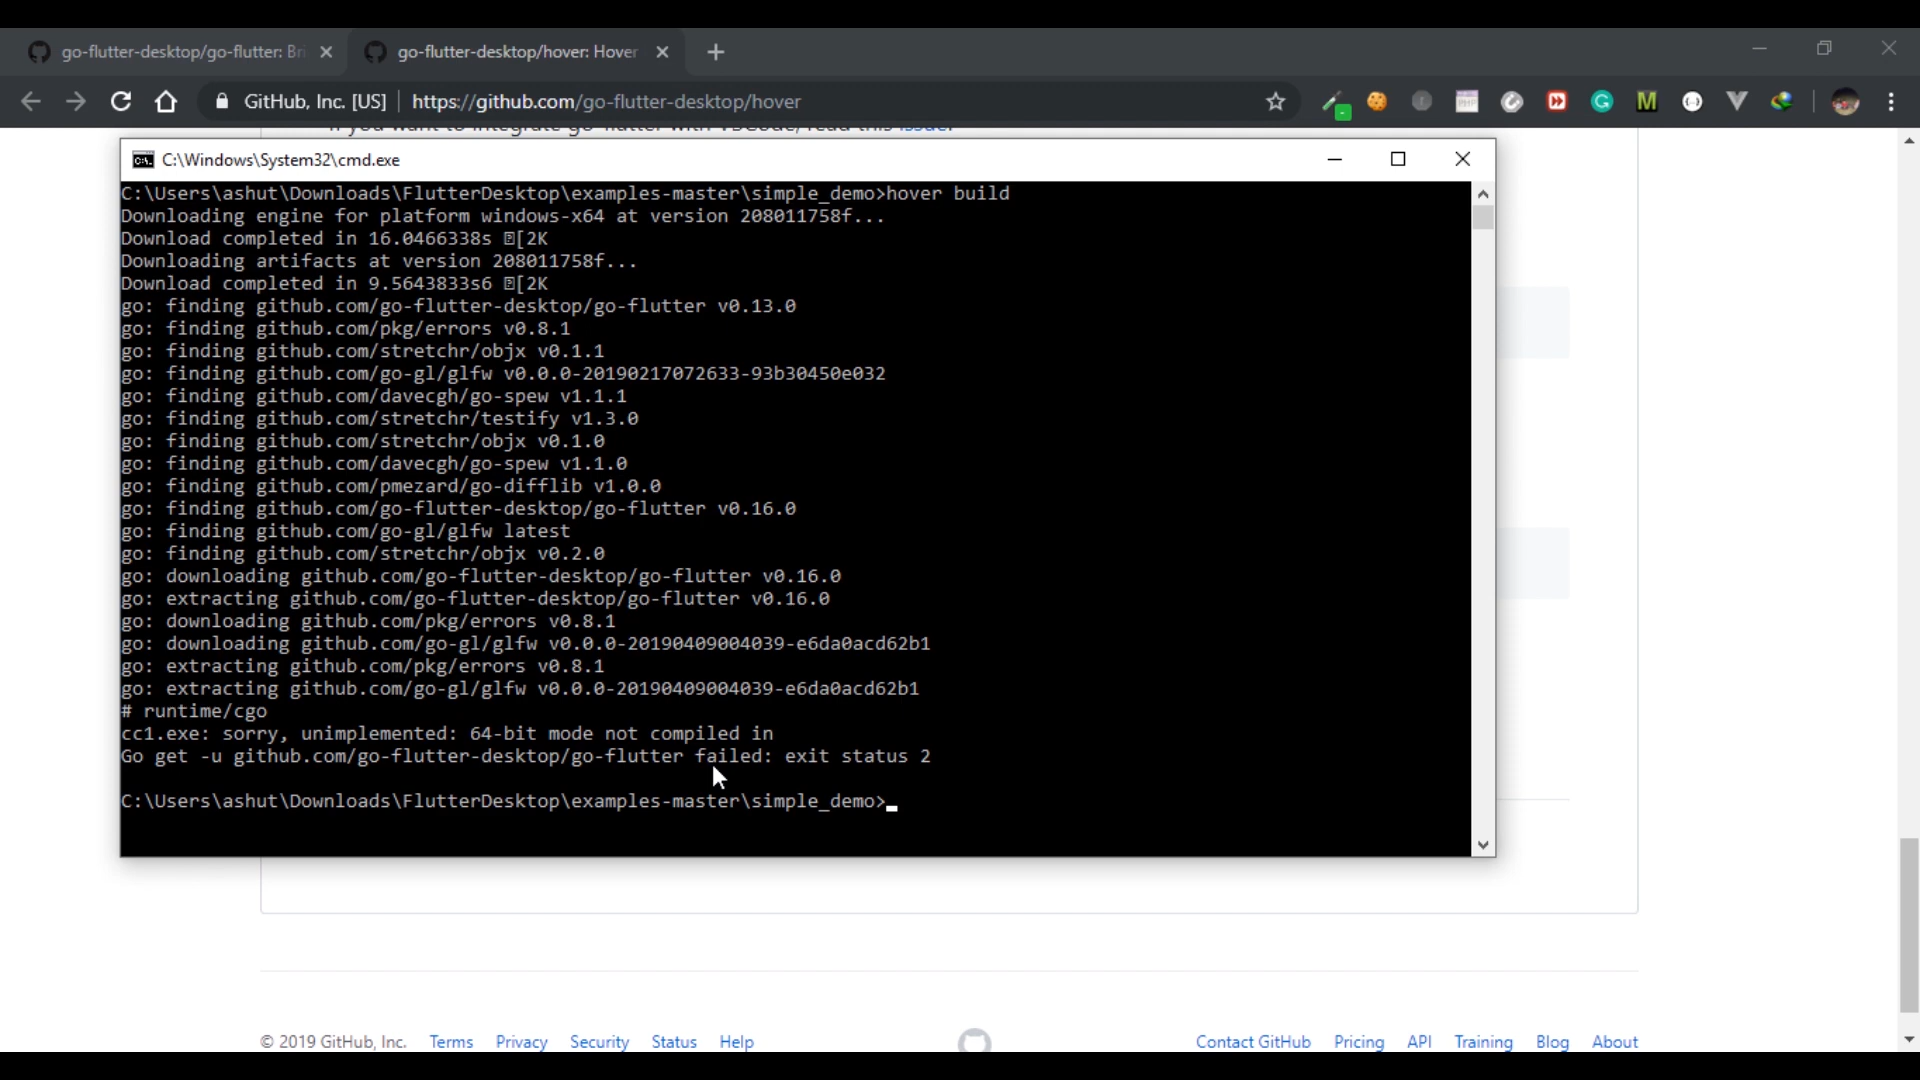 go-flutter-desktop/go-flutter: Bri
go-flutter-desktop/hover: Hover
GitHub, Inc. [US]
https://github.com/go-flutter-desktop/hover
If you want to integrate go-flutter with VSCode, read this issue.
C:\Windows\System32\cmd.exe
C:\Users\ashut\Downloads\FlutterDesktop\examples-master\simple_demo>hover build
Downloading engine for platform windows-x64 at version 208011758f...
Download completed in 16.0466338s [2K
Downloading artifacts at version 208011758f...
Download completed in 9.5643833s6 [2K
go: finding github.com/go-flutter-desktop/go-flutter v0.13.0
go: finding github.com/pkg/errors v0.8.1
go: finding github.com/stretchr/objx v0.1.1
go: finding github.com/go-gl/glfw v0.0.0-20190217072633-93b30450e032
go: finding github.com/davecgh/go-spew v1.1.1
go: finding github.com/stretchr/testify v1.3.0
go: finding github.com/stretchr/objx v0.1.0
go: finding github.com/davecgh/go-spew v1.1.0
go: finding github.com/pmezard/go-difflib v1.0.0
go: finding github.com/go-flutter-desktop/go-flutter v0.16.0
go: finding github.com/go-gl/glfw latest
go: finding github.com/stretchr/objx v0.2.0
go: downloading github.com/go-flutter-desktop/go-flutter v0.16.0
go: extracting github.com/go-flutter-desktop/go-flutter v0.16.0
go: downloading github.com/pkg/errors v0.8.1
go: downloading github.com/go-gl/glfw v0.0.0-20190409004039-e6da0acd62b1
go: extracting github.com/pkg/errors v0.8.1
go: extracting github.com/go-gl/glfw v0.0.0-20190409004039-e6da0acd62b1
# runtime/cgo
cc1.exe: sorry, unimplemented: 64-bit mode not compiled in
Go get -u github.com/go-flutter-desktop/go-flutter failed: exit status 2
C:\Users\ashut\Downloads\FlutterDesktop\examples-master\simple_demo>
© 2019 GitHub, Inc. Terms Privacy Security Status Help Contact GitHub Pricing API Training Blog About